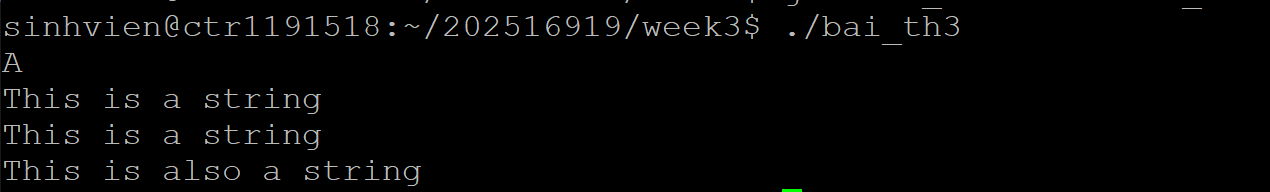 sinhvien@ctr1191518:~/202516919/week3$ ./bai_th3
A
This is a string
This is a string
This is also a string